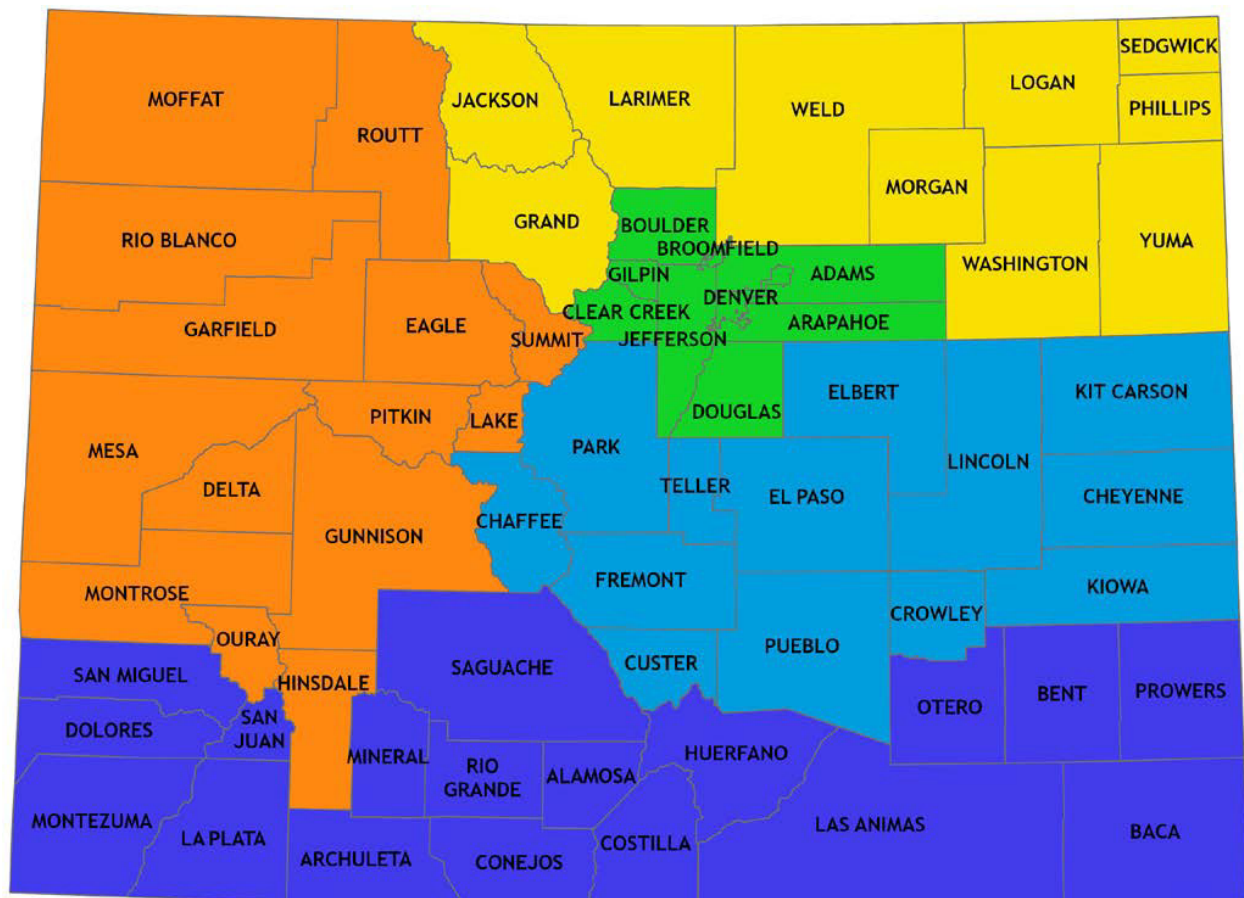 SEDGWICK
LOGAN
MOFFAT
JACKSON
LARIMER
WELD
PHILLIPS
ROUTT
MORGAN
GRAND
BOULDER
RIO BLANCO
BROOMFIELD
YUMA
WASHINGTON
GILPIN
ADAMS
DENVER
CLEAR CREEK
EAGLE
GARFIELD
ARAPAHOE
SUMMIT
JEFFERSON
KIT CARSON
ELBERT
DOUGLAS
PITKIN
LAKE
PARK
MESA
LINCOLN
DELTA
TELLER
EL PASO
CHEYENNE
CHAFFEE
GUNNISON
FREMONT
KIOWA
MONTROSE
CROWLEY
OURAY
PUEBLO
CUSTER
SAGUACHE
SAN MIGUEL
HINSDALE
PROWERS
BENT
OTERO
SAN
JUAN
DOLORES
HUERFANO
MINERAL
RIO
GRANDE
ALAMOSA
MONTEZUMA
LAS ANIMAS
BACA
LA PLATA
COSTILLA
ARCHULETA
CONEJOS